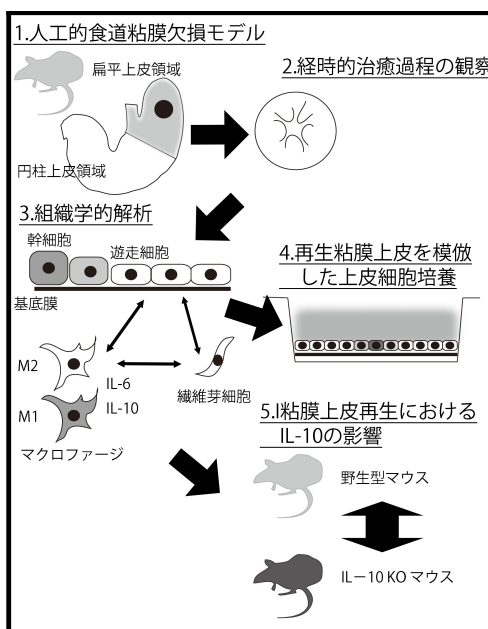 1.人工的食道粘膜欠損モデル
扁平上皮領域
円柱上皮領域
2.経時的治癒過程の観察
3.組織学的解析
幹細胞
遊走細胞
基底膜
M2
IL-6
M1
IL-10
マクロファージ
繊維芽細胞
4.再生粘膜上皮を模倣
した上皮細胞培養
5.I粘膜上皮再生における
IL-10の影響
野生型マウス
IL－10 KO マウス